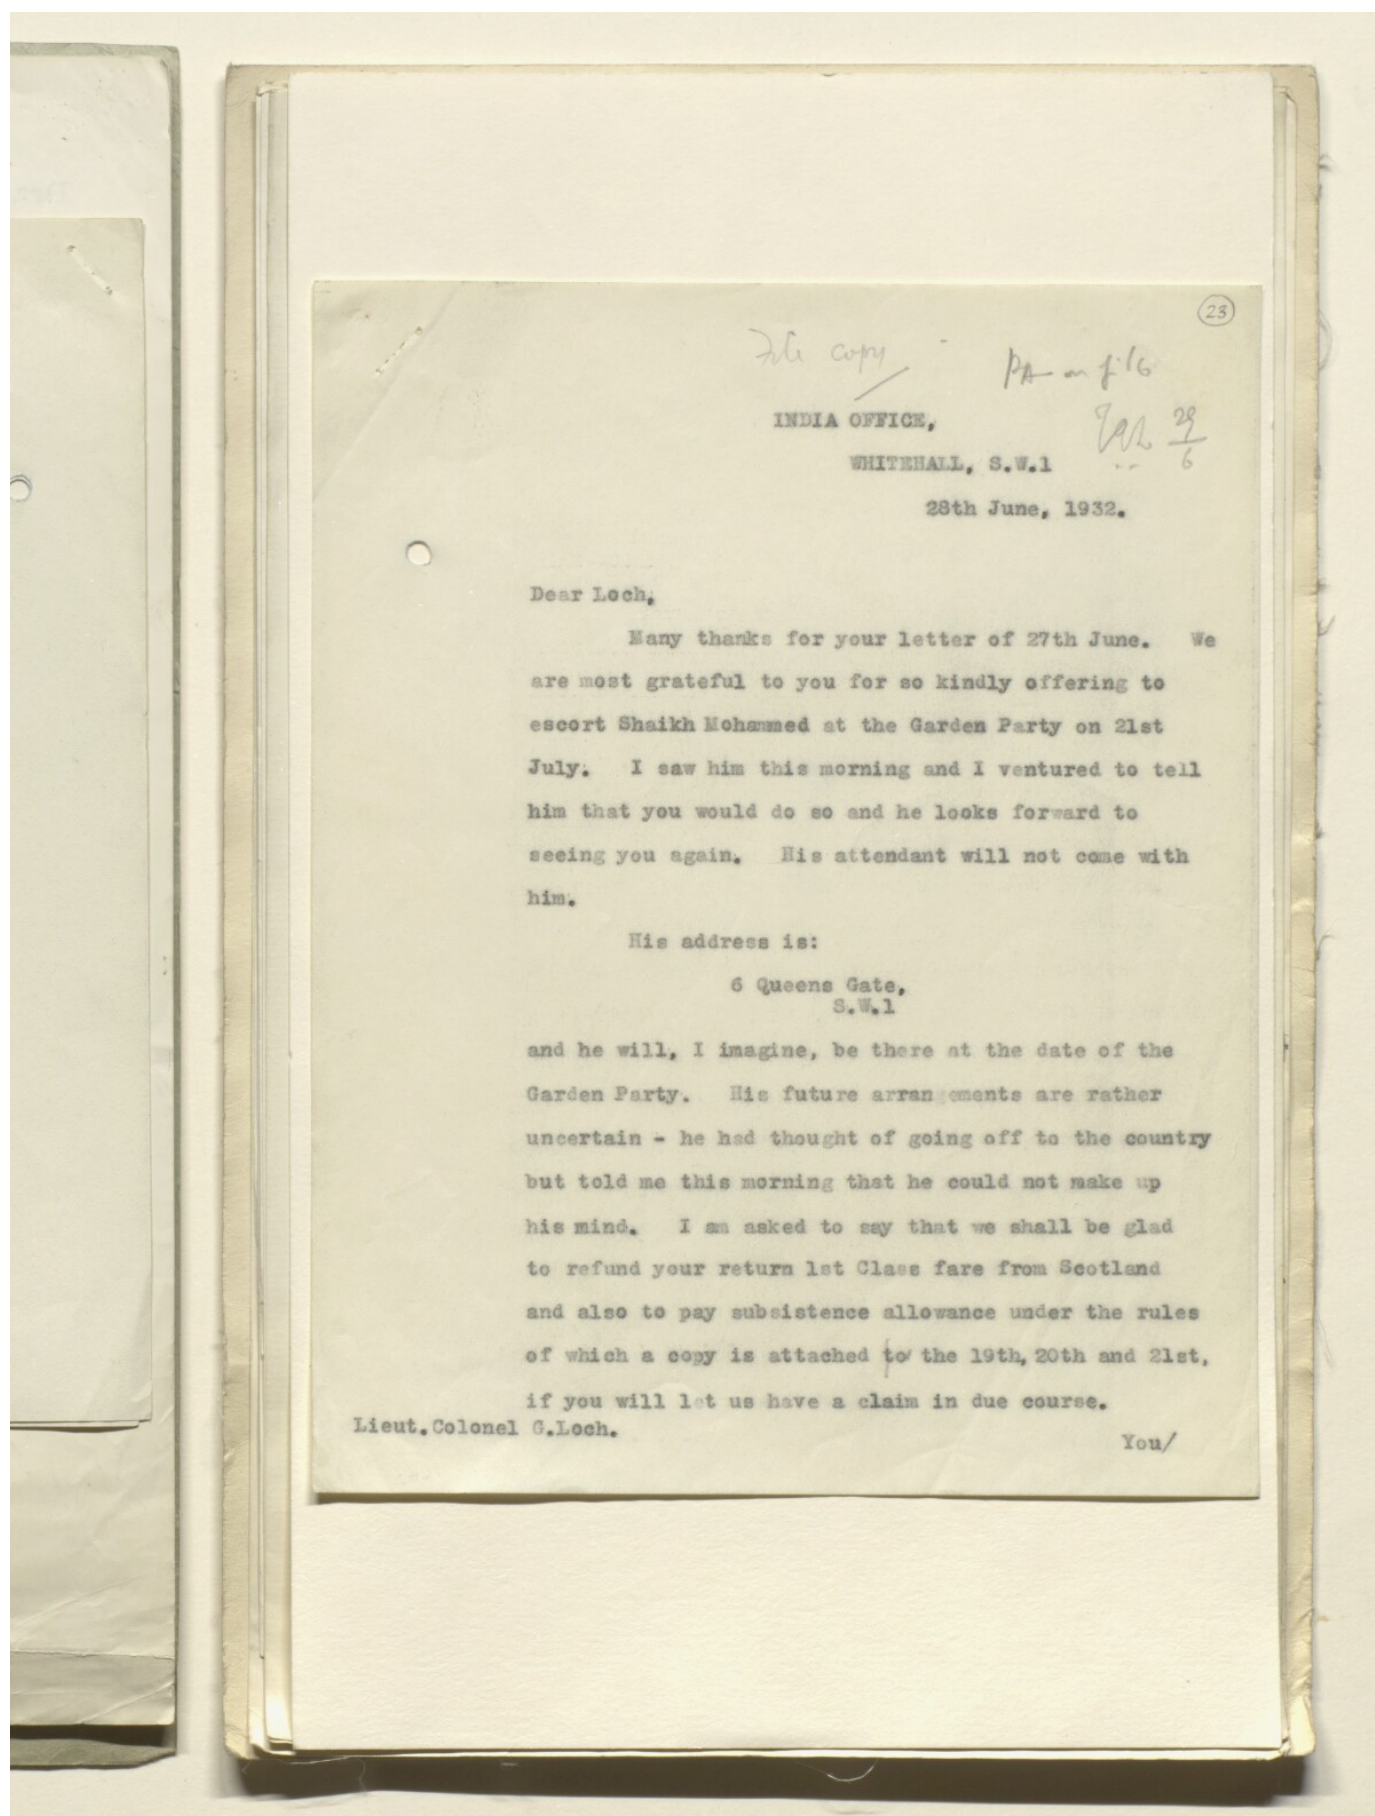 23
File copy
PA on file
29
6
INDIA OFFICE,
WHITEHALL, S.W.1
28th June, 1932.
Dear Loch,
Many thanks for your letter of 27th June. We
are most grateful to you for so kindly offering to
escort Shaikh Mohammed at the Garden Party on 21st
July. I saw him this morning and I ventured to tell
him that you would do so and he looks forward to
seeing you again. His attendant will not come with
him.
His address is:
6 Queens Gate,
S.W.1
and he will, I imagine, be there at the date of the
Garden Party. His future arrangements are rather
uncertain - he had thought of going off to the country
but told me this morning that he could not make up
his mind. I am asked to say that we shall be glad
to refund your return 1st Class fare from Scotland
and also to pay subsistence allowance under the rules
of which a copy is attached the 19th, 20th and 21st,
if you will let us have a claim in due course.
Lieut.Colonel G.Loch.
You/